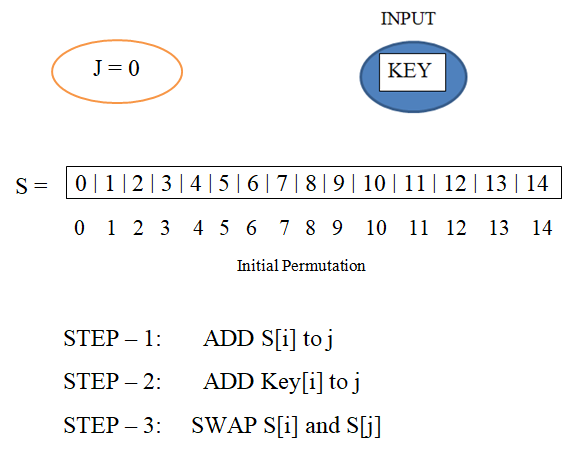 INPUT
J = 0
KEY
S = 0 | 1 | 2 | 3 | 4 | 5 | 6 | 7 | 8 | 9 | 10 | 11 | 12 | 13 | 14
0 1 2 3 4 5 6 7 8 9 10 11 12 13 14
Initial Permutation
STEP – 1: ADD S[i] to j
STEP – 2: ADD Key[i] to j
STEP – 3: SWAP S[i] and S[j]